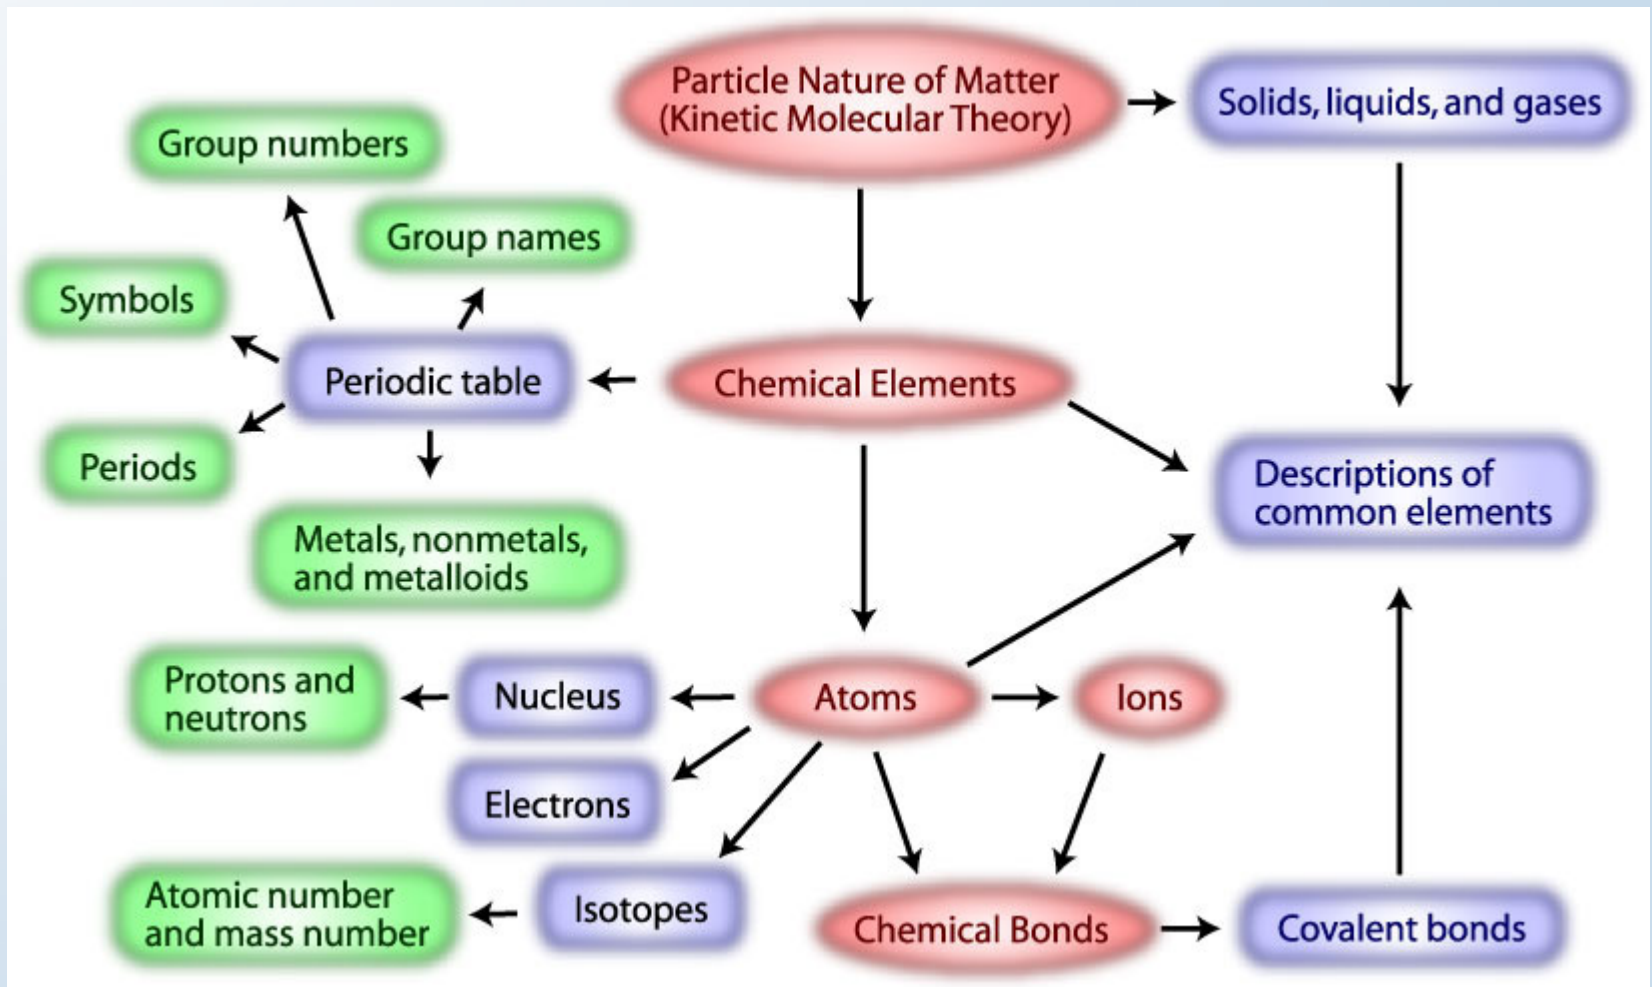 Particle Nature of Matter
(Kinetic Molecular Theory)
Solids, liquids, and gases
Group numbers
Group names
Symbols
Periodic table
Chemical Elements
Periods
Descriptions of
common elements
Metals, nonmetals,
and metalloids
Protons and
neutrons
Nucleus
Atoms
Ions
Electrons
Atomic number
and mass number
Isotopes
Chemical Bonds
Covalent bonds